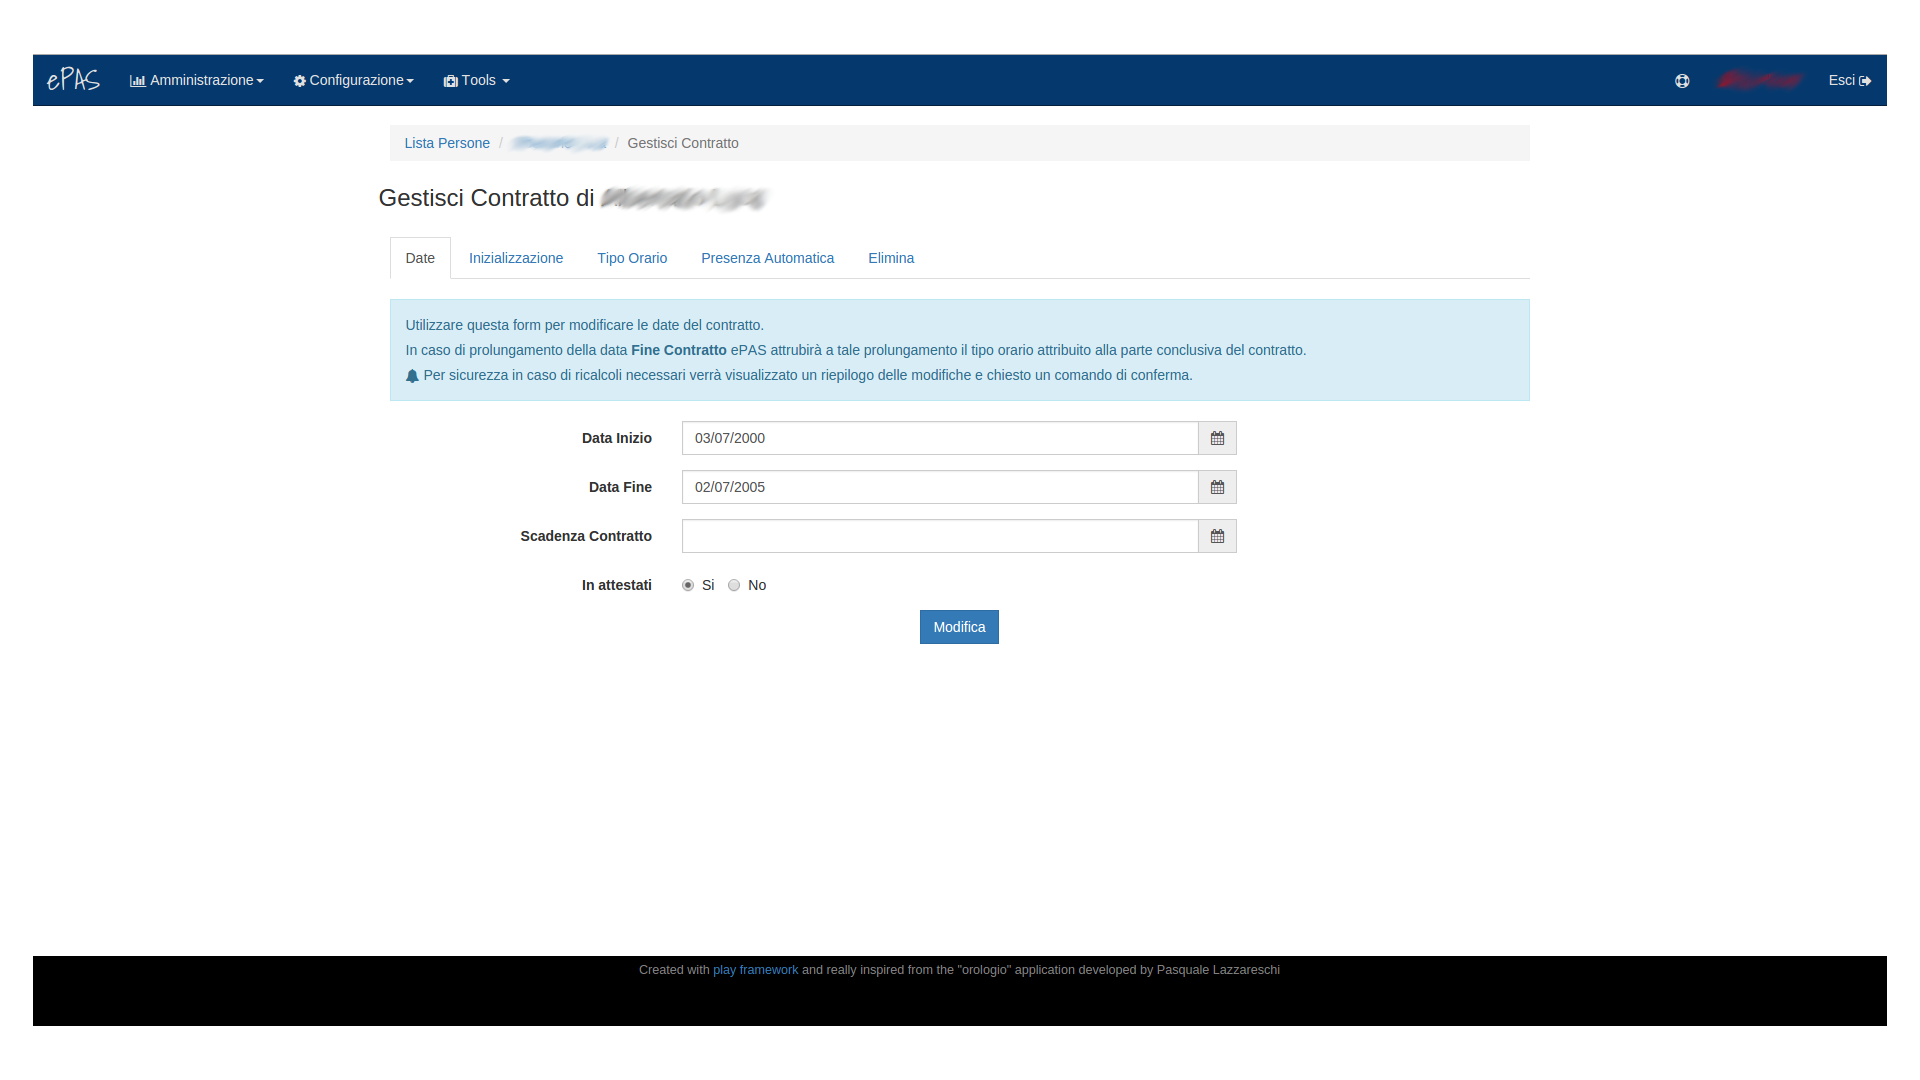 ePAS Amministrazione Configurazione Tools Esci
Lista Persone / / Gestisci Contratto
Gestisci Contratto di
Date Inizializzazione Tipo Orario Presenza Automatica Elimina
Utilizzare questa form per modificare le date del contratto.
In caso di prolungamento della data Fine Contratto ePAS attrubirà a tale prolungamento il tipo orario attribuito alla parte conclusiva del contratto.
Per sicurezza in caso di ricalcoli necessari verrà visualizzato un riepilogo delle modifiche e chiesto un comando di conferma.
Data Inizio 03/07/2000
Data Fine 02/07/2005
Scadenza Contratto
In attestati Si No
Modifica
Created with play framework and really inspired from the "orologio" application developed by Pasquale Lazzareschi